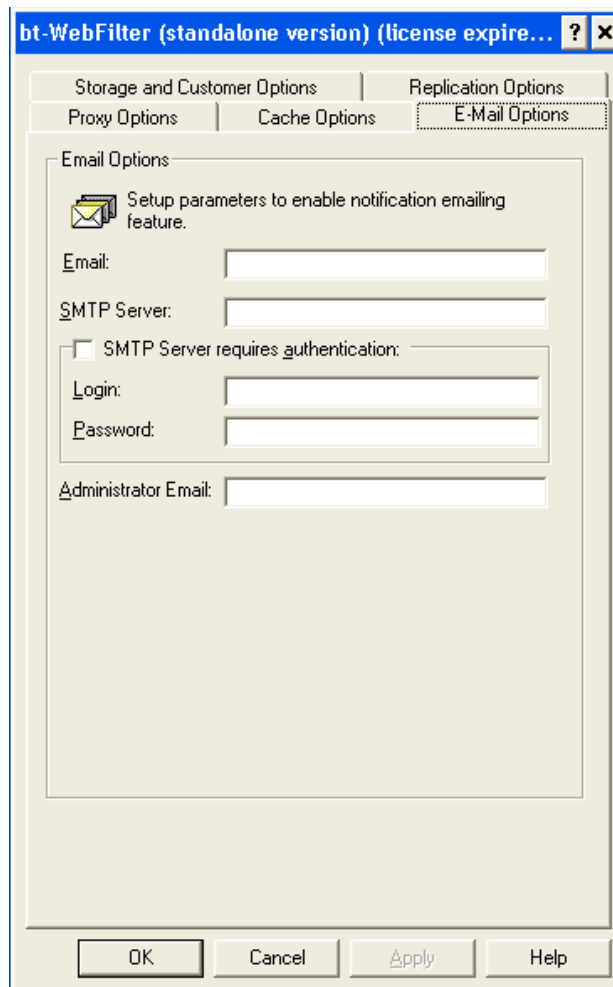 bt-WebFilter (standalone version) (license expire...
Storage and Customer Options Replication Options
Proxy Options Cache Options E-Mail Options
Email Options
Setup parameters to enable notification emailing
feature.
Email:
SMTP Server:
SMTP Server requires authentication:
Login:
Password:
Administrator Email:
OK Cancel Apply Help